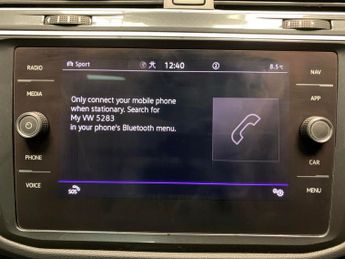 Sport 12:40 2 8.5°C
RADIO
MEDIA
PHONE
VOICE
Only connect your mobile phone
when stationary. Search for
My VW 5283
in your phone's Bluetooth menu.
NAV
APP
CAR
MENU
SOS